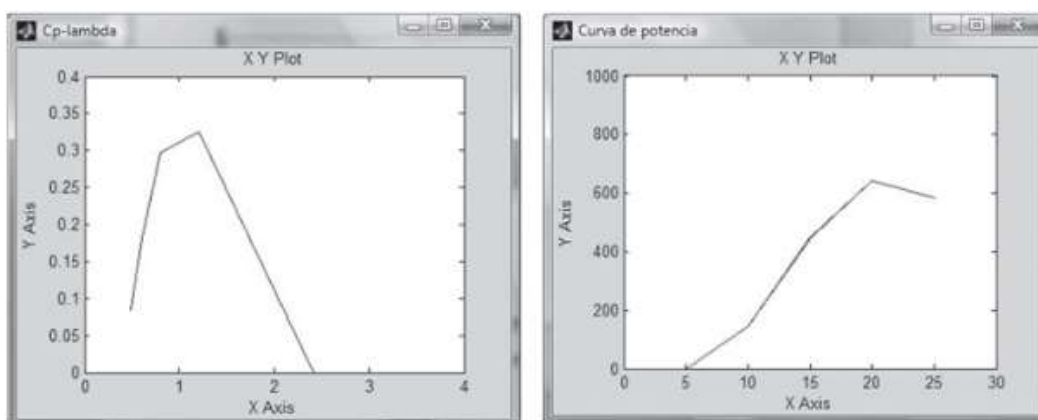 Cp-lambda
X Y Plot
0.4
0.35
0.3
0.25
0.2
0.15
0.1
0.05
0
Y Axis
0 1 2 3 4
X Axis
Curva de potencia
X Y Plot
1000
800
600
400
200
0
Y Axis
0 5 10 15 20 25 30
X Axis